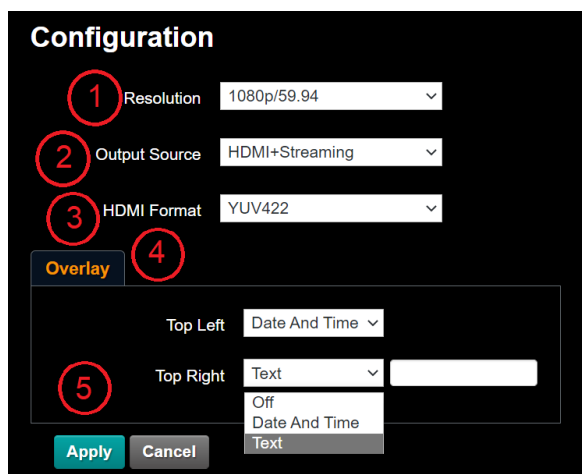 Configuration
1 Resolution 1080p/59.94
2 Output Source HDMI+Streaming
3 HDMI Format YUV422
4
Overlay
Top Left Date And Time
5 Top Right Text
Off
Date And Time
Text
Apply Cancel